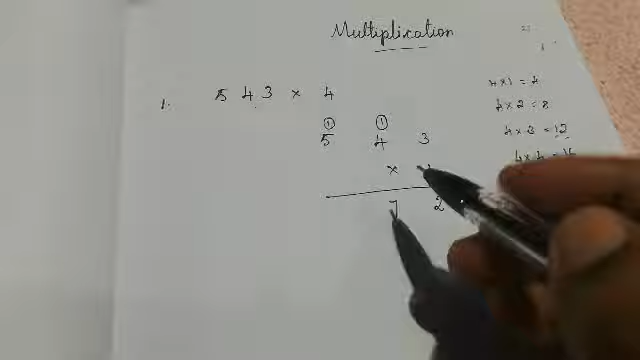 Multiplication
1. 543 × 4
4×1 = 4
4×2 = 8
4×3 = 12
4×4 = 16
1 1
5 4 3
×
7 2